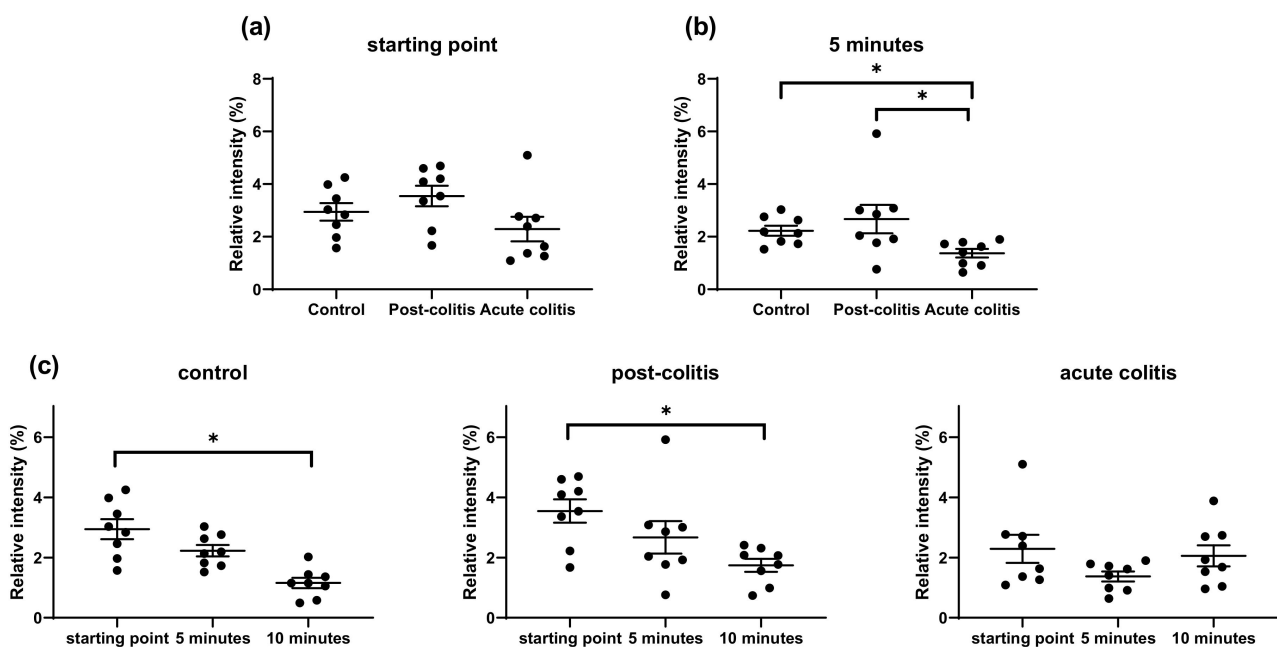 (a)
starting point
Relative intensity (%)
8
6
4
2
0
Control Post-colitis Acute colitis
(b)
5 minutes
Relative intensity (%)
8
6
4
2
0
*
*
Control Post-colitis Acute colitis
(c)
control
Relative intensity (%)
6
4
2
0
*
starting point 5 minutes 10 minutes
post-colitis
Relative intensity (%)
6
4
2
0
*
starting point 5 minutes 10 minutes
acute colitis
Relative intensity (%)
6
4
2
0
starting point 5 minutes 10 minutes